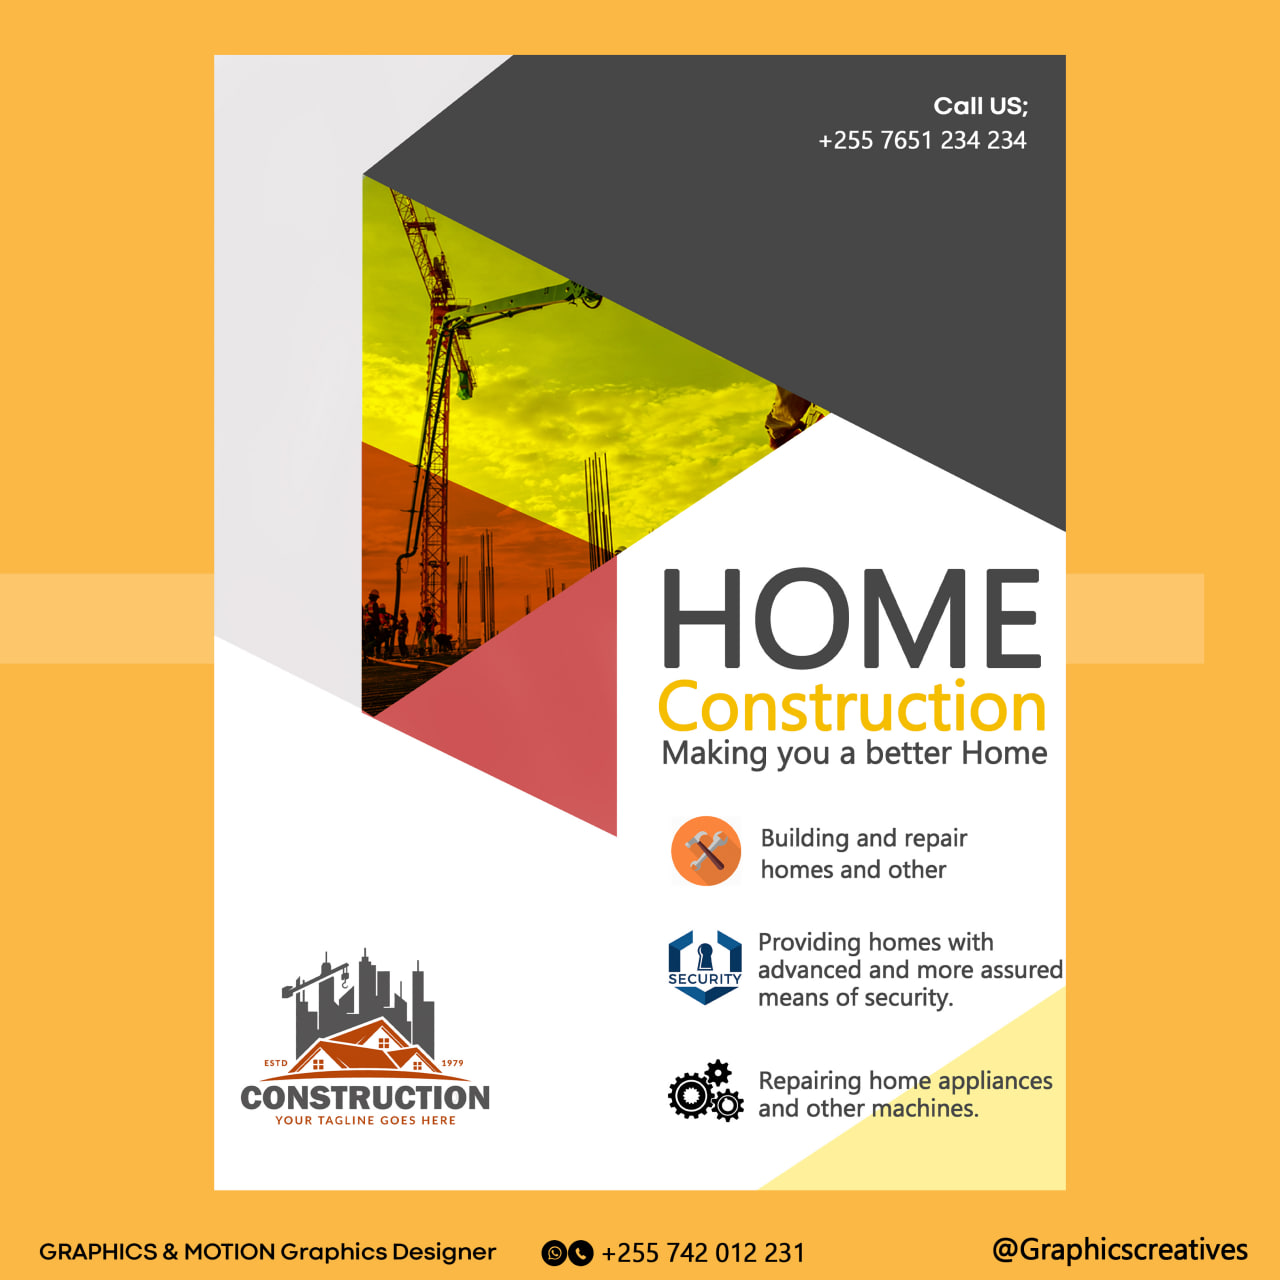 Call US;
+255 7651 234 234
HOME
Construction
Making you a better Home
Building and repair
homes and other
SECURITY
Providing homes with
advanced and more assured
means of security.
Repairing home appliances
and other machines.
ESTD 1979
CONSTRUCTION
YOUR TAGLINE GOES HERE
GRAPHICS & MOTION Graphics Designer
+255 742 012 231
@Graphicscreatives